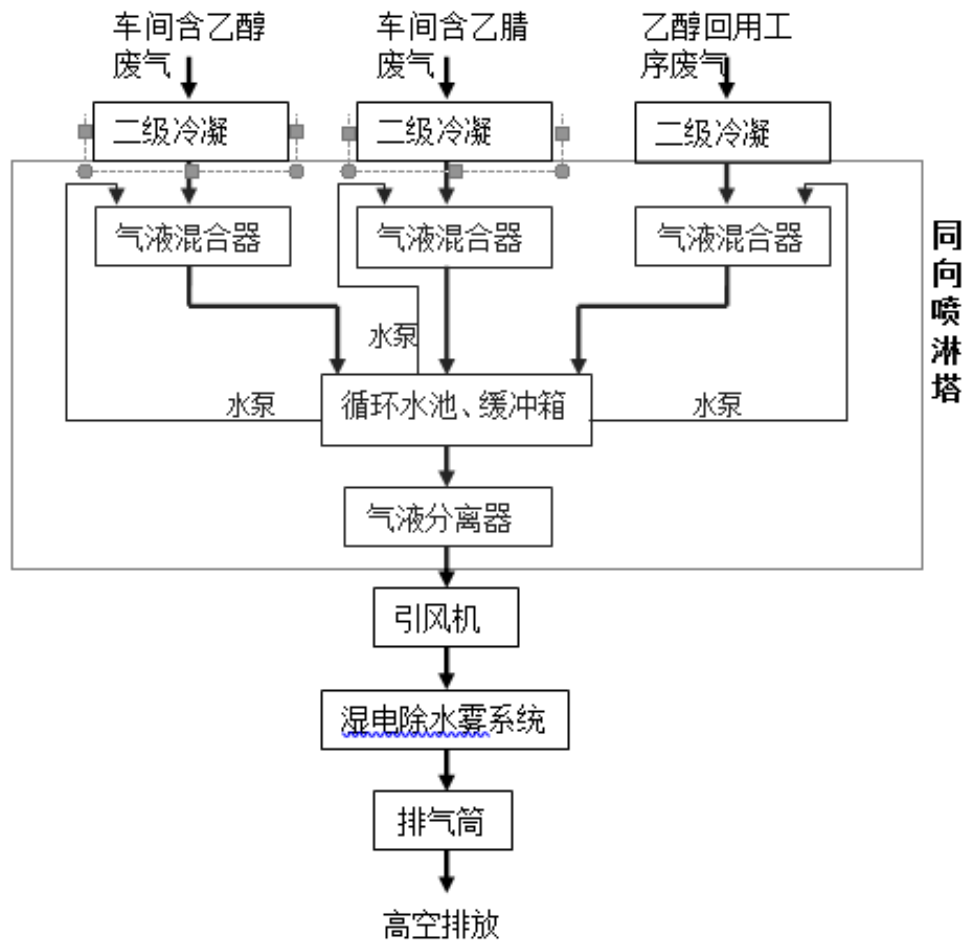 车间含乙醇
废气
车间含乙腈
废气
乙醇回用工
序废气
二级冷凝
二级冷凝
二级冷凝
气液混合器
气液混合器
气液混合器
同向喷淋塔
水泵
水泵
循环水池、缓冲箱
水泵
气液分离器
引风机
湿电除水雾系统
排气筒
高空排放